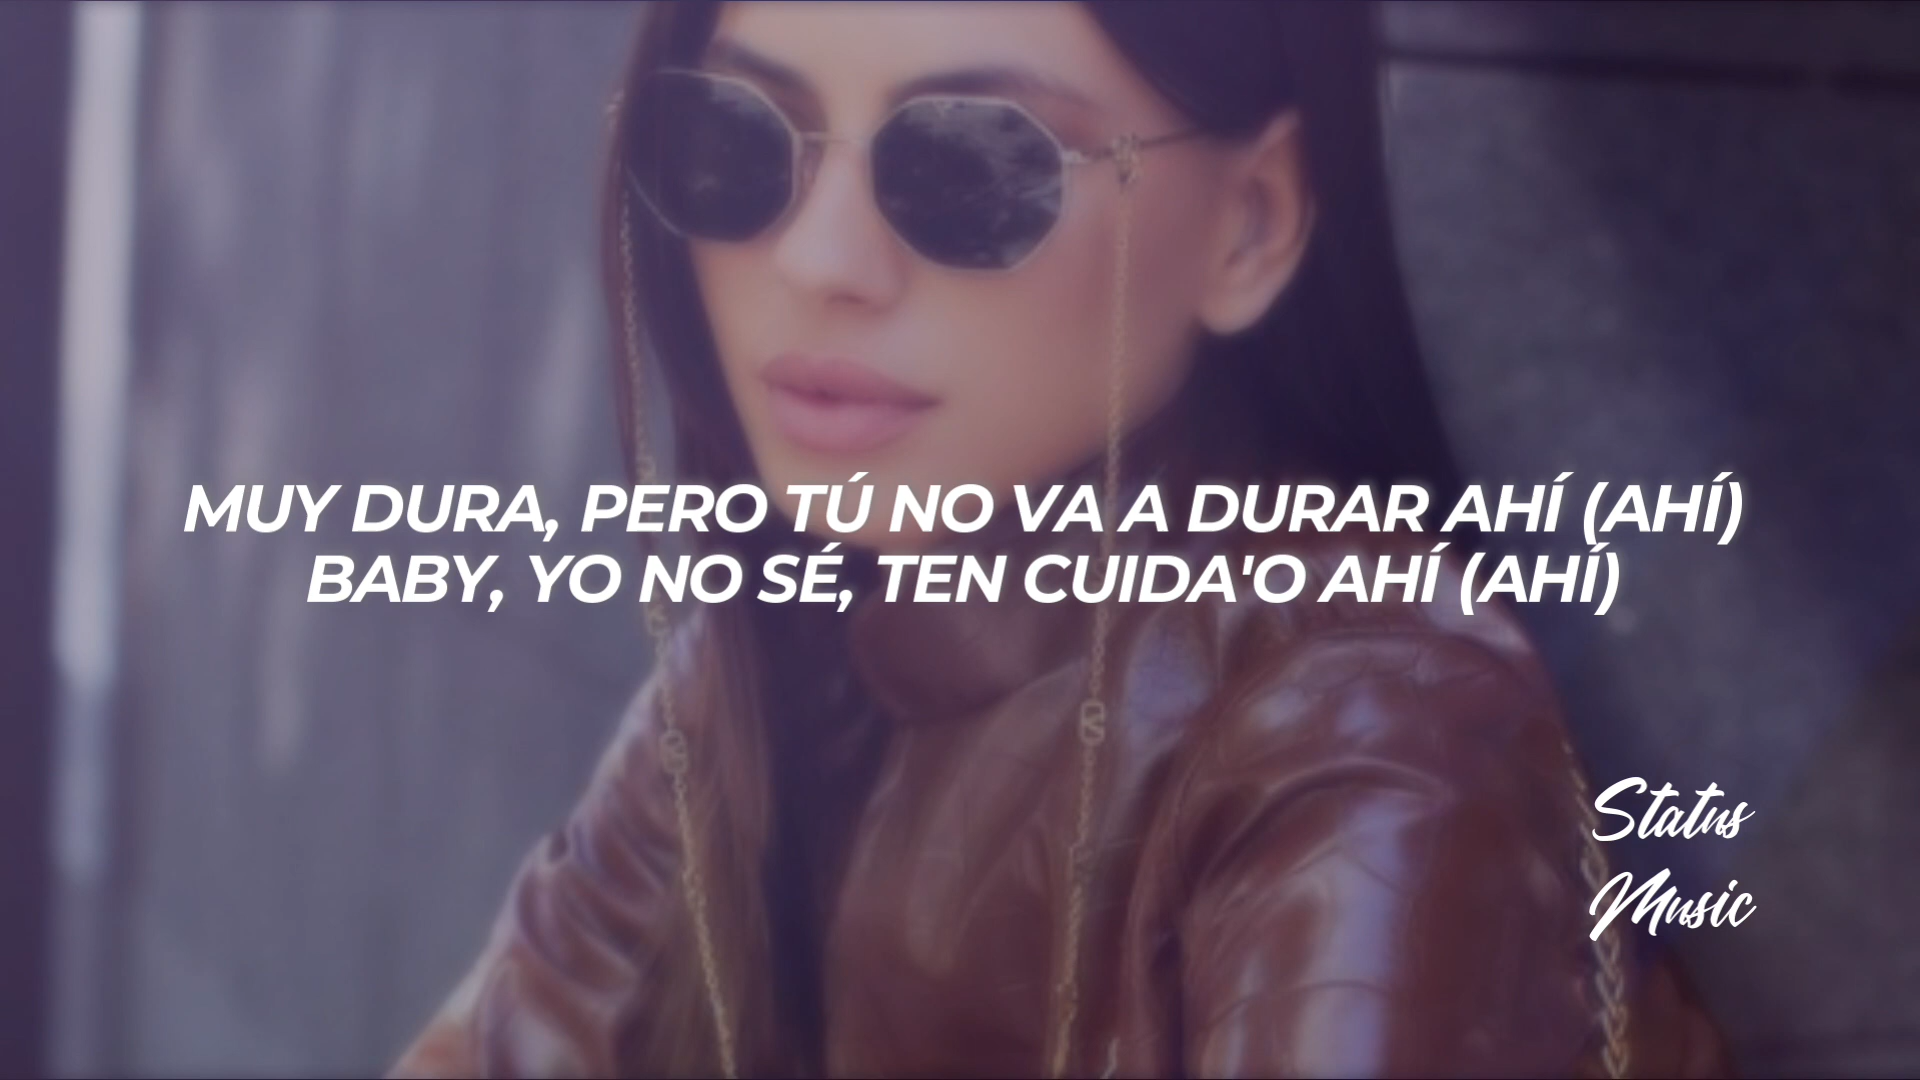 MUY DURA, PERO TÚ NO VA A DURAR AHÍ (AHÍ)
BABY, YO NO SÉ, TEN CUIDA'O AHÍ (AHÍ)
Status
Music